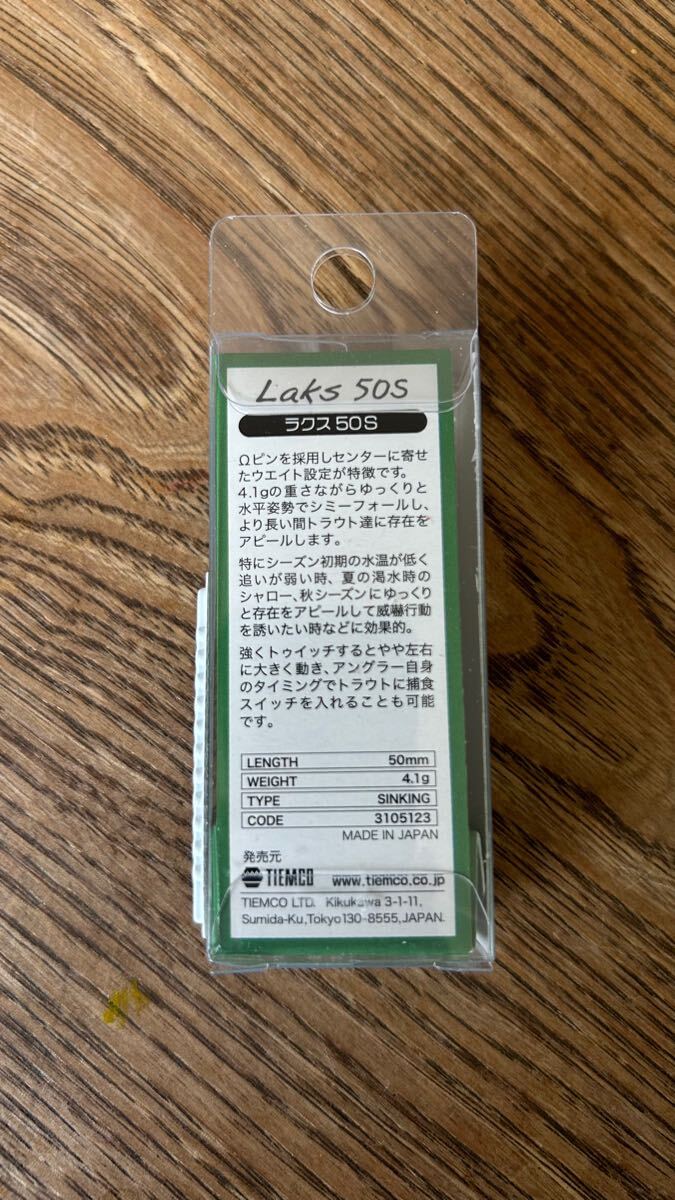 Laks 50S
ラクス50S
Ωピンを採用しセンターに寄せ
たウエイト設定が特徴です。
4.1gの重さながらゆっくりと
水平姿勢でシミーフォールし、
より長い間トラウト達に存在を
アピールします。
特にシーズン初期の水温が低く
追いが弱い時、夏の渇水時の
シャロー、秋シーズンにゆっくり
と存在をアピールして威嚇行動
を誘いたい時などに効果的。
強くトゥイッチするとやや左右
に大きく動き、アングラー自身
のタイミングでトラウトに捕食
スイッチを入れることも可能
です。
LENGTH 50mm
WEIGHT 4.1g
TYPE SINKING
CODE 3105123
MADE IN JAPAN
発売元
TIEMCO www.tiemco.co.jp
TIEMCO LTD. Kikukawa 3-1-11,
Sumida-Ku,Tokyo130-8555,JAPAN.